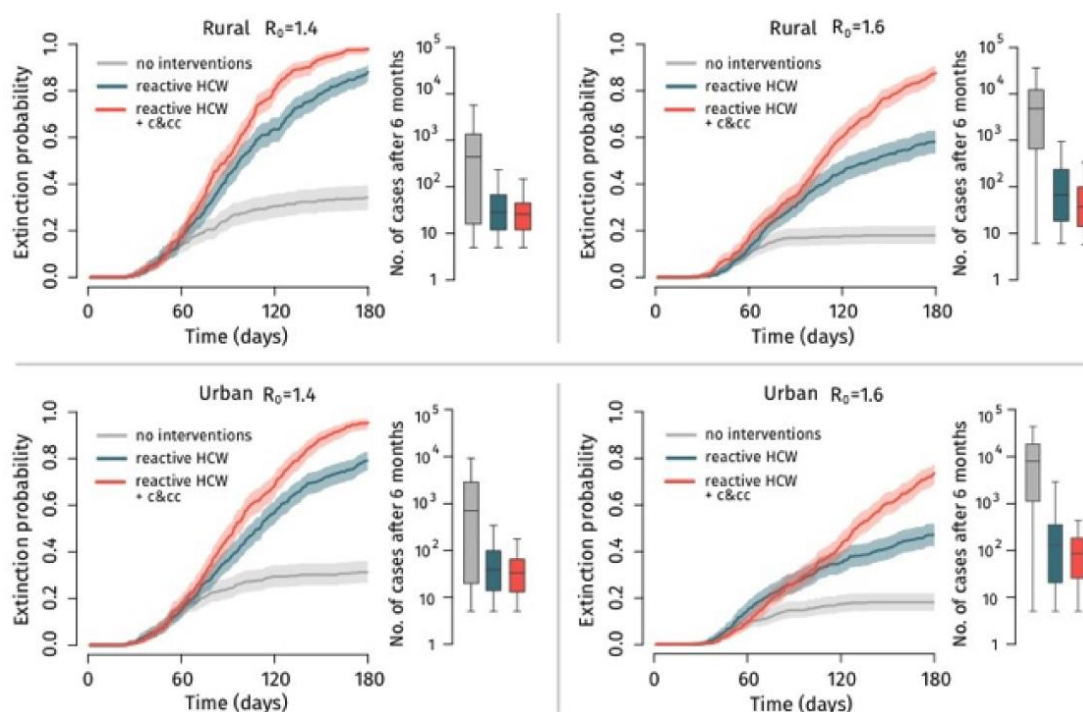 Rural R₀=1.4
Extinction probability
1.0
0.8
0.6
0.4
0.2
0.0
no interventions
reactive HCW
reactive HCW
+ c&cc
0 60 120 180
Time (days)
No. of cases after 6 months
10⁵
10⁴
10³
10²
10
1
Rural R₀=1.6
Extinction probability
1.0
0.8
0.6
0.4
0.2
0.0
no interventions
reactive HCW
reactive HCW
+ c&cc
0 60 120 180
Time (days)
No. of cases after 6 months
10⁵
10⁴
10³
10²
10
1
Urban R₀=1.4
Extinction probability
1.0
0.8
0.6
0.4
0.2
0.0
no interventions
reactive HCW
reactive HCW
+ c&cc
0 60 120 180
Time (days)
No. of cases after 6 months
10⁵
10⁴
10³
10²
10
1
Urban R₀=1.6
Extinction probability
1.0
0.8
0.6
0.4
0.2
0.0
no interventions
reactive HCW
reactive HCW
+ c&cc
0 60 120 180
Time (days)
No. of cases after 6 months
10⁵
10⁴
10³
10²
10
1